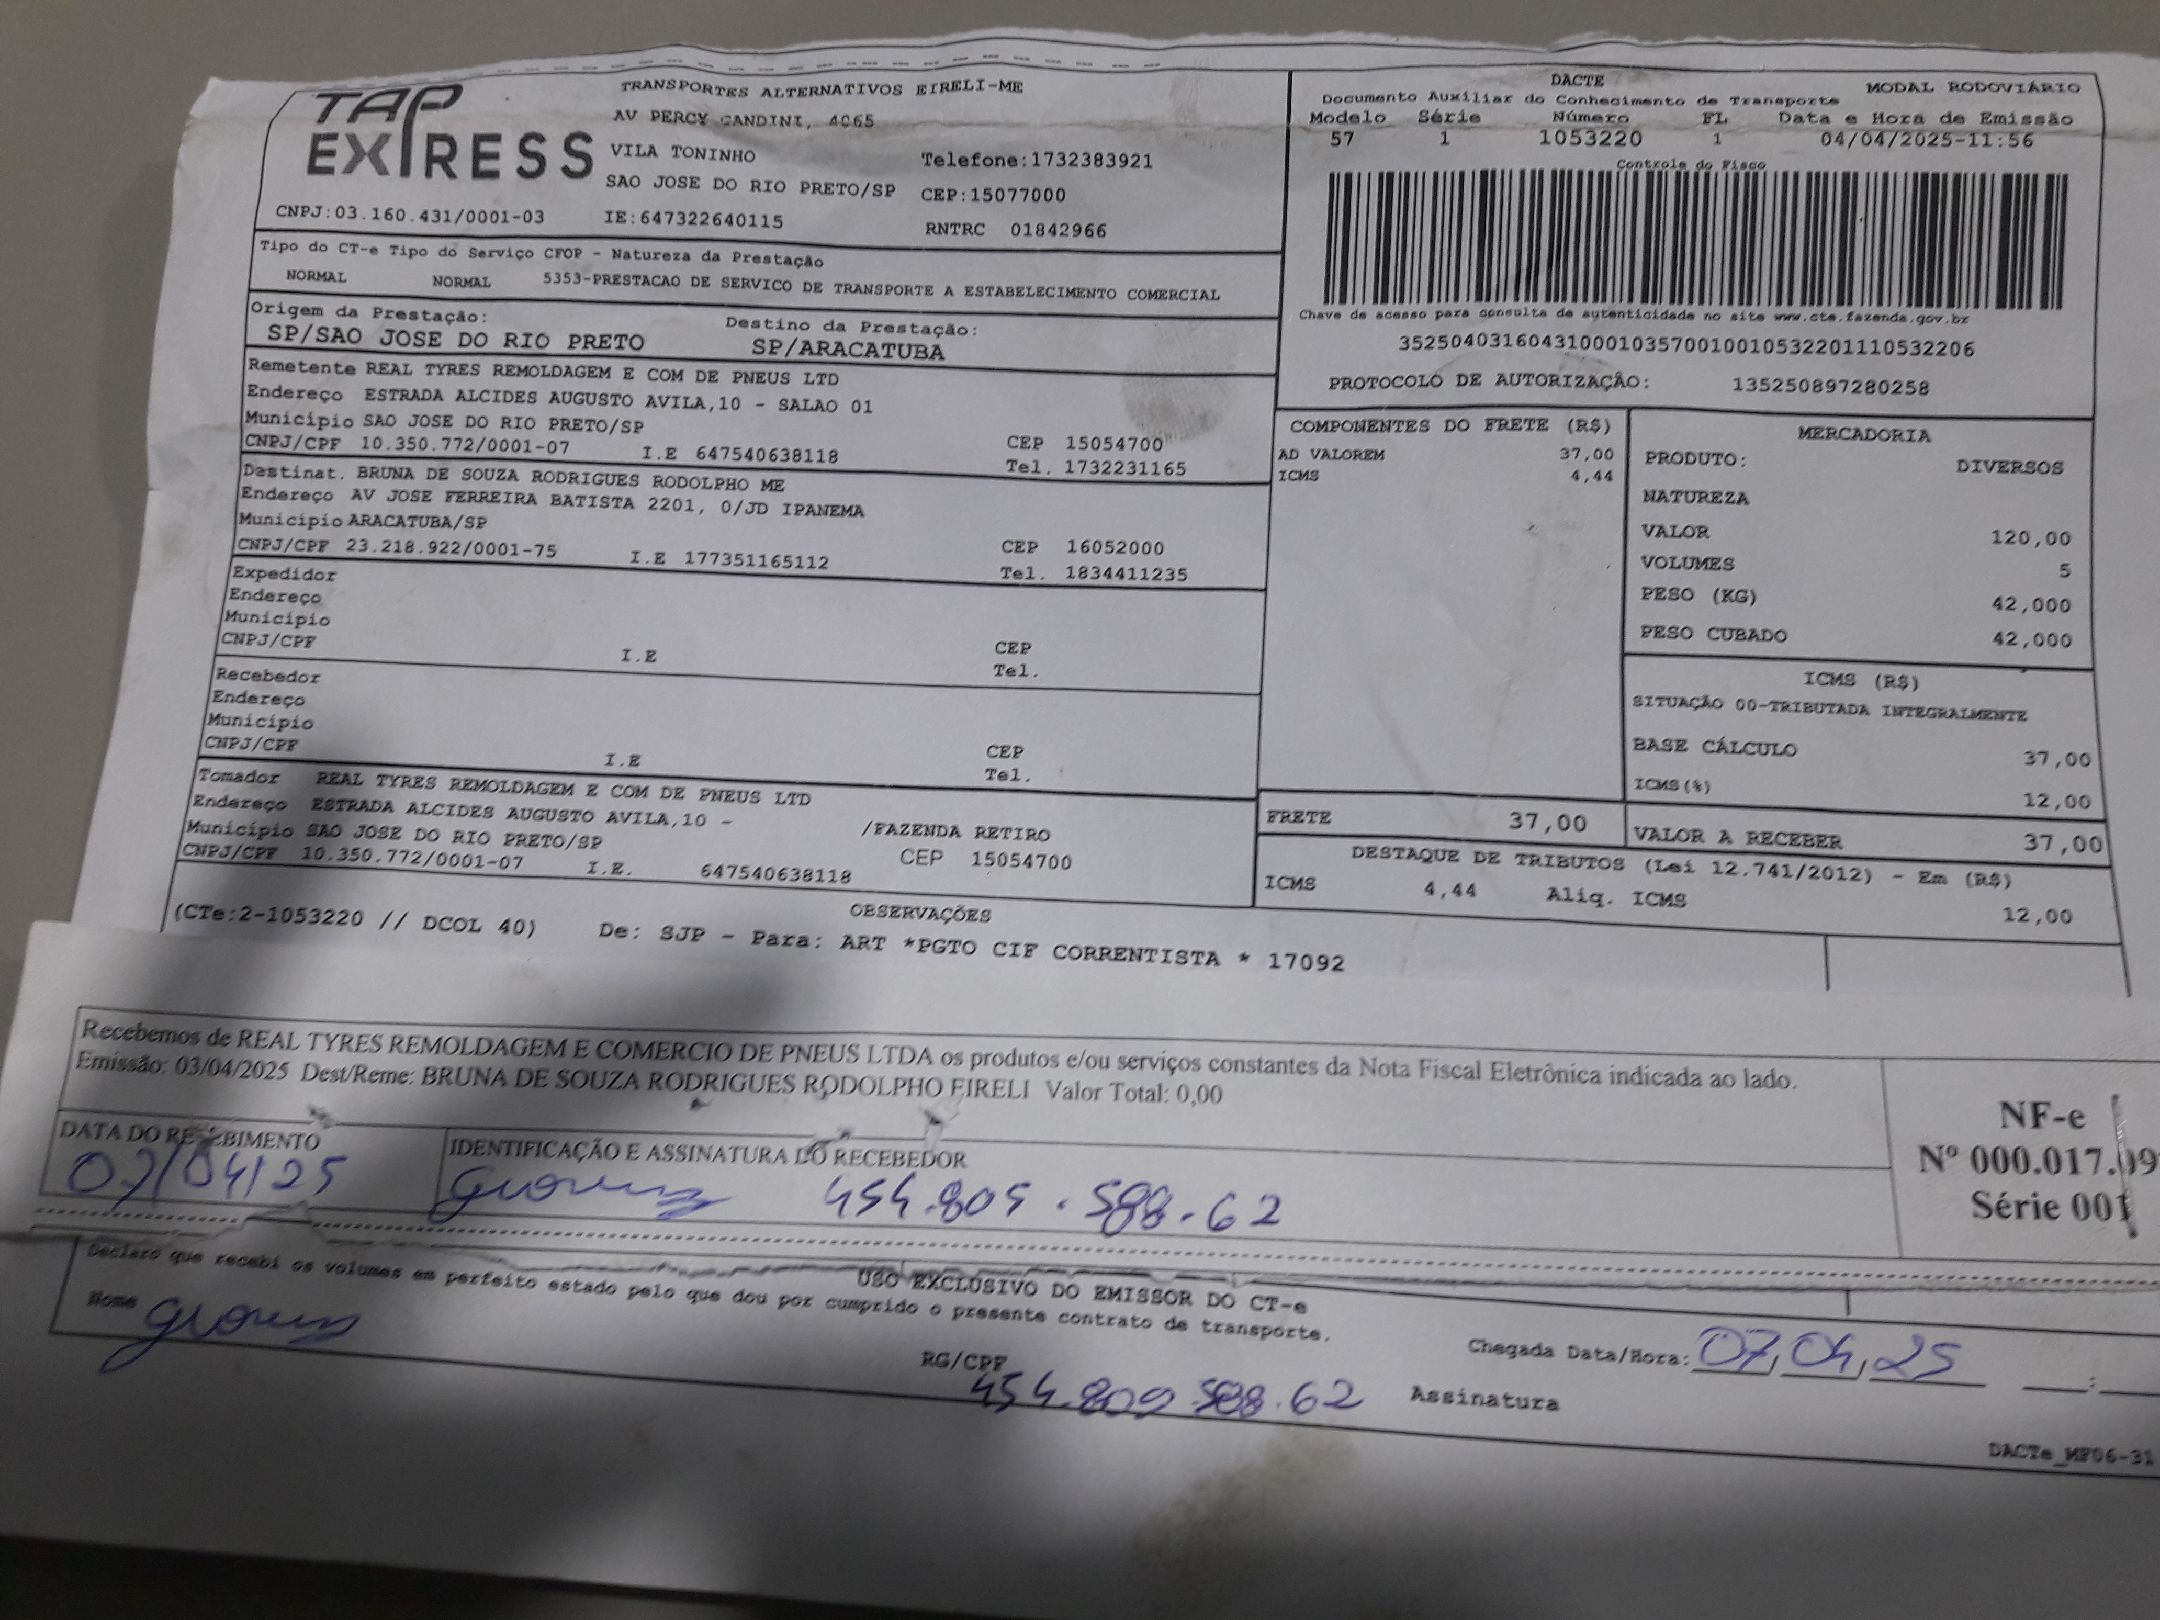 TAP EXPRESS
TRANSPORTES ALTERNATIVOS EIRELI-ME
AV PERCY GANDINI, 4065
VILA TONINHO Telefone:1732383921
SAO JOSE DO RIO PRETO/SP CEP:15077000
CNPJ:03.160.431/0001-03 IE:647322640115 RNTRC 01842966
Tipo do CT-e Tipo do Serviço CFOP - Natureza da Prestação
NORMAL NORMAL 5353-PRESTACAO DE SERVICO DE TRANSPORTE A ESTABELECIMENTO COMERCIAL
Origem da Prestação: Destino da Prestação:
SP/SAO JOSE DO RIO PRETO SP/ARACATUBA
Remetente REAL TYRES REMOLDAGEM E COM DE PNEUS LTD
Endereço ESTRADA ALCIDES AUGUSTO AVILA,10 - SALAO 01
Município SAO JOSE DO RIO PRETO/SP CEP 15054700
CNPJ/CPF 10.350.772/0001-07 I.E 647540638118 Tel. 1732231165
Destinat. BRUNA DE SOUZA RODRIGUES RODOLPHO ME
Endereço AV JOSE FERREIRA BATISTA 2201, 0/JD IPANEMA
Município ARACATUBA/SP CEP 16052000
CNPJ/CPF 23.218.922/0001-75 I.E 177351165112 Tel. 1834411235
Expedidor
Endereço
Município CEP
CNPJ/CPF I.E Tel.
Recebedor
Endereço
Município CEP
CNPJ/CPF I.E Tel.
Tomador REAL TYRES REMOLDAGEM E COM DE PNEUS LTD
Endereço ESTRADA ALCIDES AUGUSTO AVILA,10 - /FAZENDA RETIRO
Município SAO JOSE DO RIO PRETO/SP CEP 15054700
CNPJ/CPF 10.350.772/0001-07 I.E. 647540638118
DACTE MODAL RODOVIÁRIO
Documento Auxiliar do Conhecimento de Transporte
Modelo Série Número FL Data e Hora de Emissão
57 1 1053220 1 04/04/2025-11:56
Controle do Fisco
Chave de acesso para consulta de autenticidade no site www.cte.fazenda.gov.br
35250403160431000103570010010532201110532206
PROTOCOLO DE AUTORIZAÇÃO: 135250897280258
COMPONENTES DO FRETE (R$)
AD VALOREM 37,00
ICMS 4,44
MERCADORIA
PRODUTO: DIVERSOS
NATUREZA
VALOR 120,00
VOLUMES 5
PESO (KG) 42,000
PESO CUBADO 42,000
ICMS (R$)
SITUAÇÃO 00-TRIBUTADA INTEGRALMENTE
BASE CÁLCULO 37,00
ICMS(%) 12,00
FRETE 37,00 VALOR A RECEBER 37,00
DESTAQUE DE TRIBUTOS (Lei 12.741/2012) - Em (R$)
ICMS 4,44 Aliq. ICMS 12,00
OBSERVAÇÕES
(CTe:2-1053220 // DCOL 40) De: SJP - Para: ART *PGTO CIF CORRENTISTA * 17092
Recebemos de REAL TYRES REMOLDAGEM E COMERCIO DE PNEUS LTDA os produtos e/ou serviços constantes da Nota Fiscal Eletrônica indicada ao lado.
Emissão: 03/04/2025 Dest/Reme: BRUNA DE SOUZA RODRIGUES RODOLPHO EIRELI Valor Total: 0,00
NF-e
Nº 000.017.09
Série 001
DATA DO RECEBIMENTO IDENTIFICAÇÃO E ASSINATURA DO RECEBEDOR
07/04/25 454.809.588.62
USO EXCLUSIVO DO EMISSOR DO CT-e
Declaro que recebi os volumes em perfeito estado pelo que dou por cumprido o presente contrato de transporte.
Nome RG/CPF 454.809.588.62
Chegada Data/Hora: 07/04/25 :
Assinatura
DACTe_MF06-31